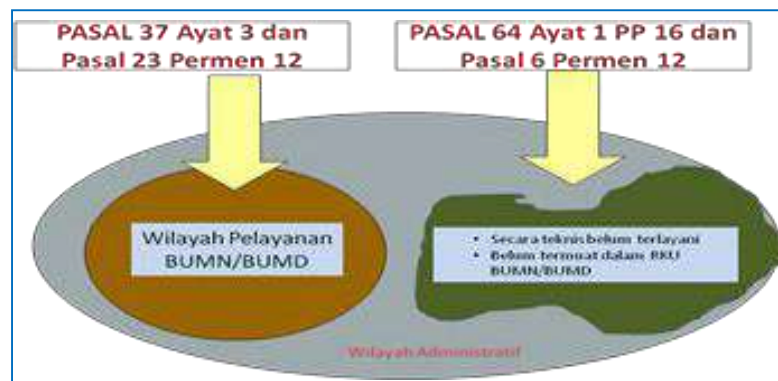 PASAL 37 Ayat 3 dan
Pasal 23 Permen 12
PASAL 64 Ayat 1 PP 16 dan
Pasal 6 Permen 12
Wilayah Pelayanan
BUMN/BUMD
• Secara teknis belum terlayani
• Belum termuat dalam RKU
BUMN/BUMD
Wilayah Administratif